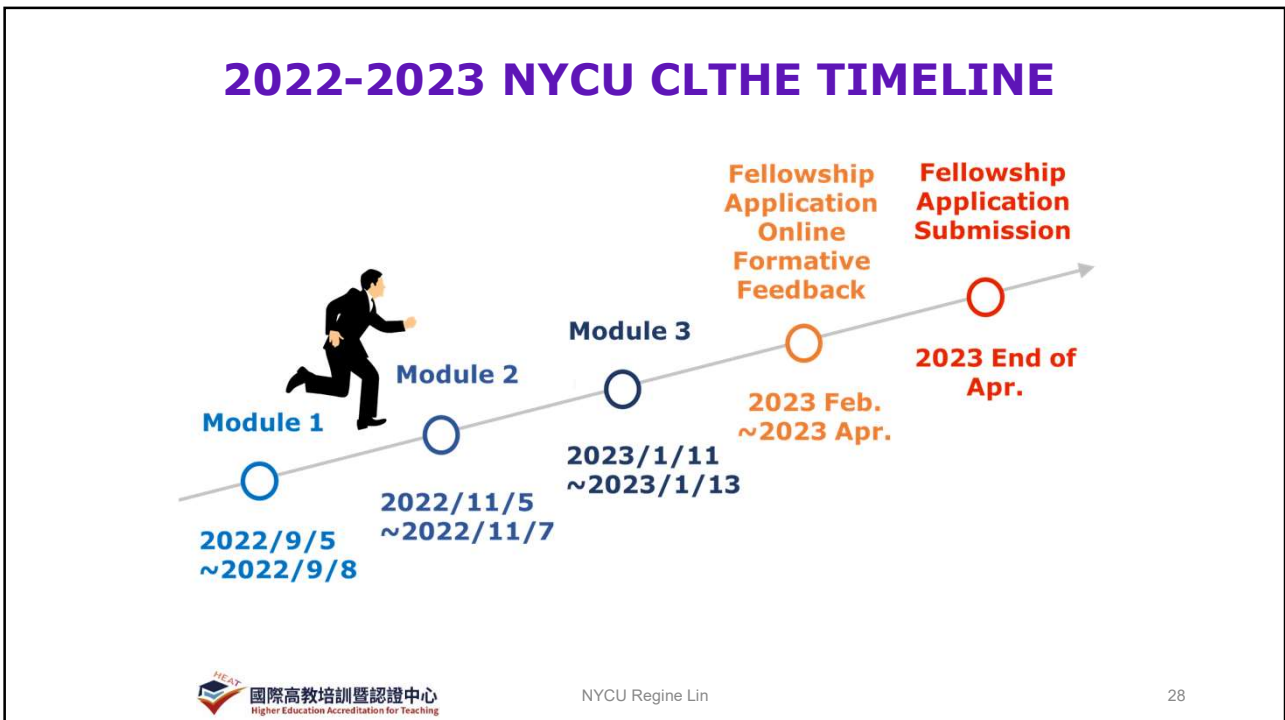 2022-2023 NYCU CLTHE TIMELINE
Module 1
2022/9/5
~2022/9/8
Module 2
2022/11/5
~2022/11/7
Module 3
2023/1/11
~2023/1/13
Fellowship
Application
Online
Formative
Feedback
2023 Feb.
~2023 Apr.
Fellowship
Application
Submission
2023 End of
Apr.
HEAT
國際高教培訓暨認證中心
Higher Education Accreditation for Teaching
NYCU Regine Lin
28